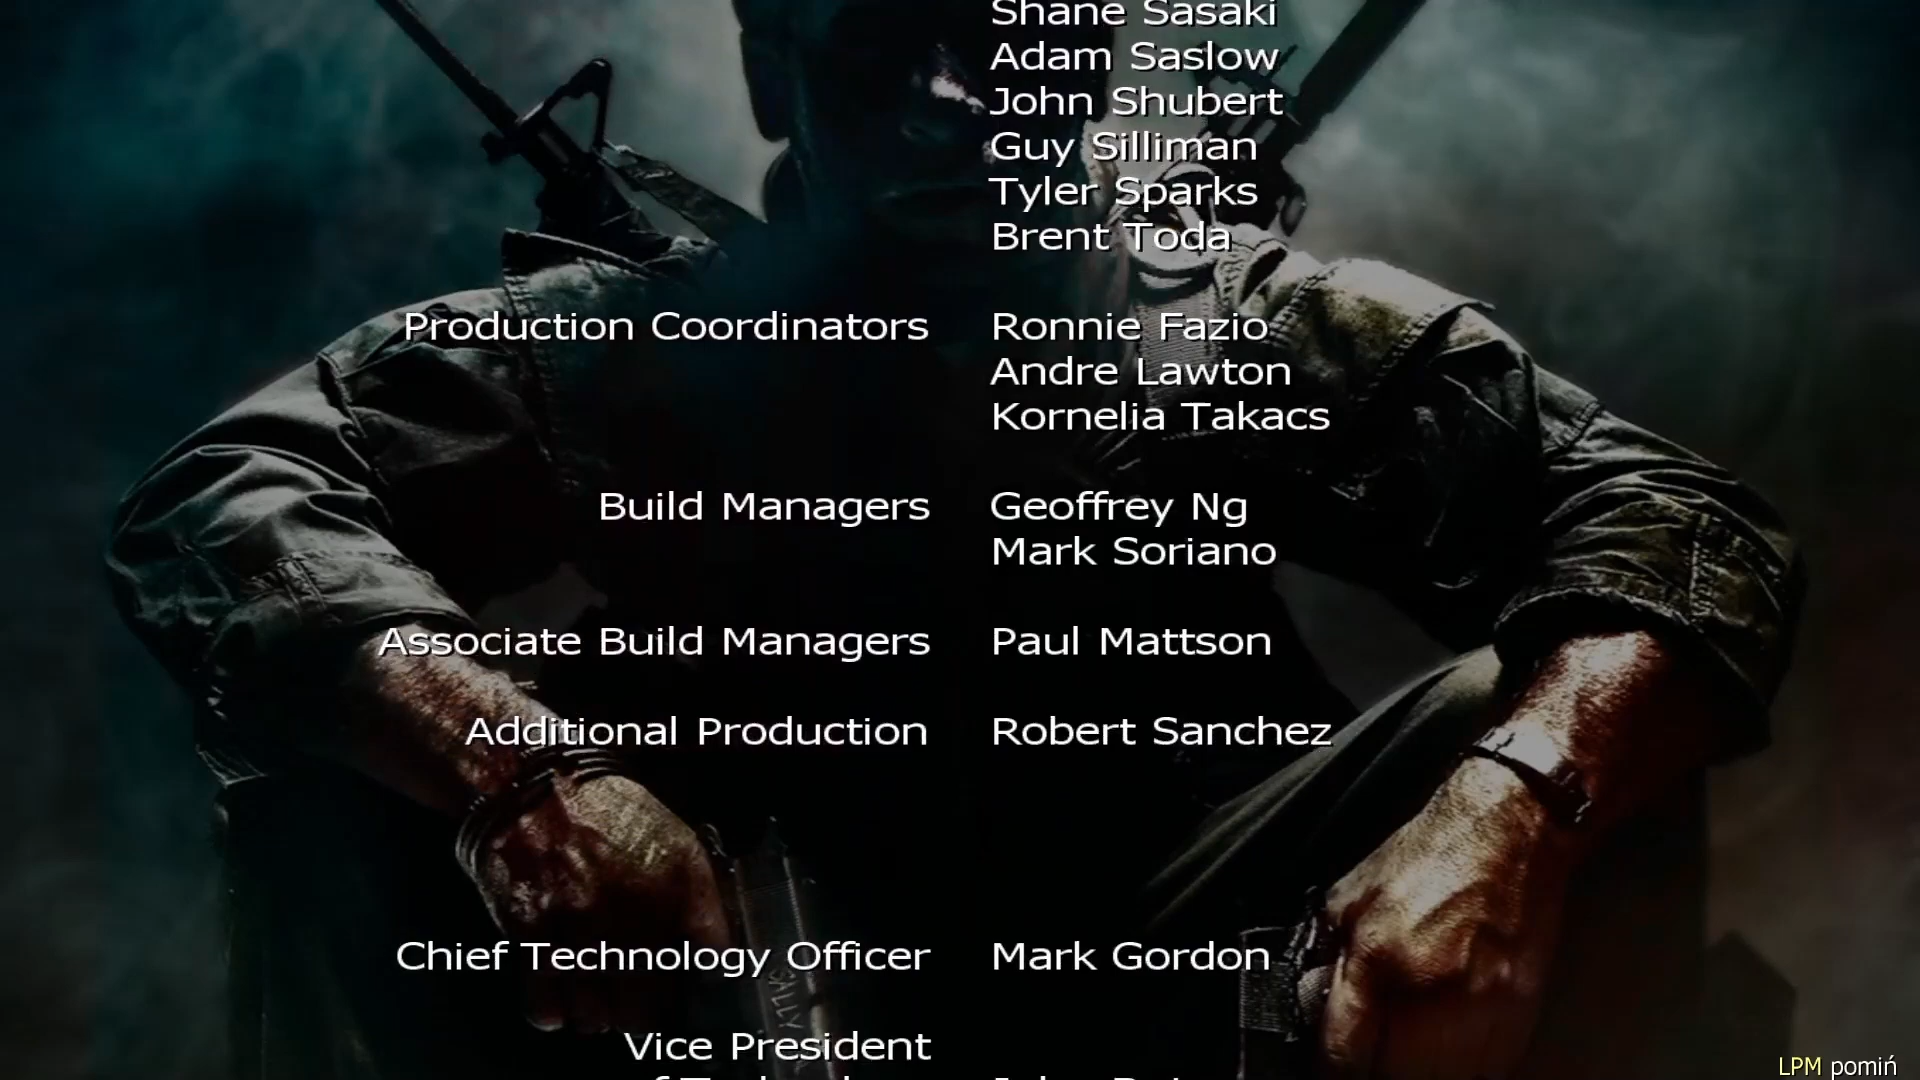 Shane Sasaki
Adam Saslow
John Shubert
Guy Silliman
Tyler Sparks
Brent Toda
Production Coordinators Ronnie Fazio
Andre Lawton
Kornelia Takacs
Build Managers Geoffrey Ng
Mark Soriano
Associate Build Managers Paul Mattson
Additional Production Robert Sanchez
Chief Technology Officer Mark Gordon
SALLY
Vice President
LPM pomiń